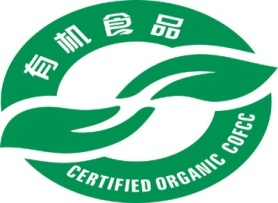 有机食品
CERTIFIED ORGANIC COFCC